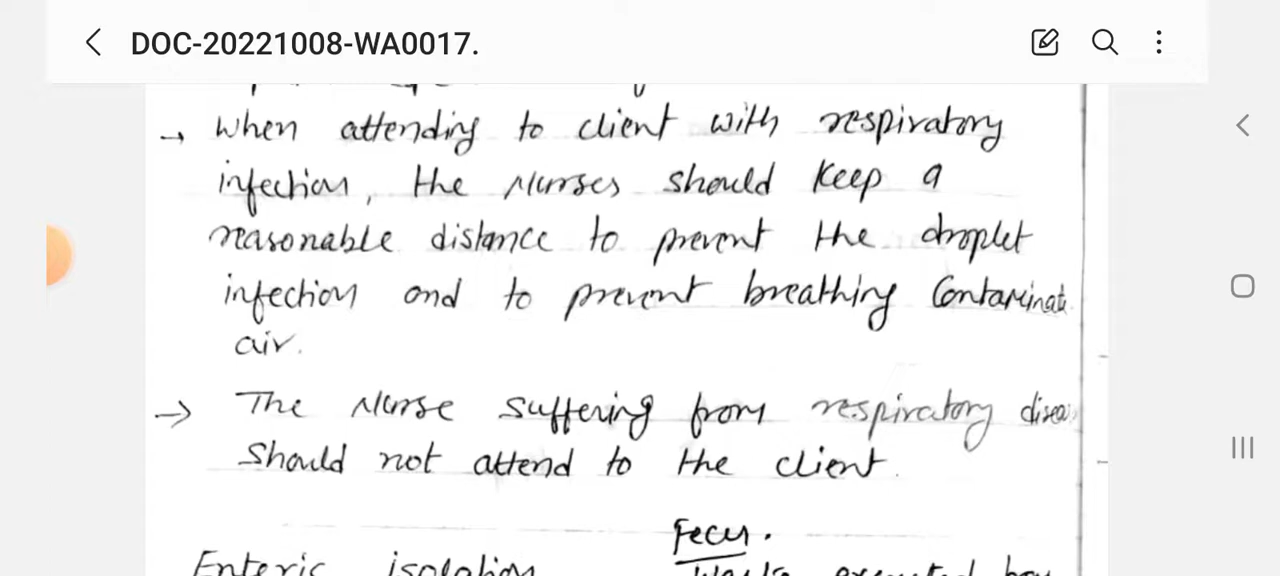 DOC-20221008-WA0017.
→ When attending to client with respiratory
infection, the Nurses should keep a
reasonable distance to prevent the droplet
infection and to prevent breathing Contaminat
air.
→ The Nurse suffering from respiratory disea
Should not attend to the client.
Feces.
Enteric isolation